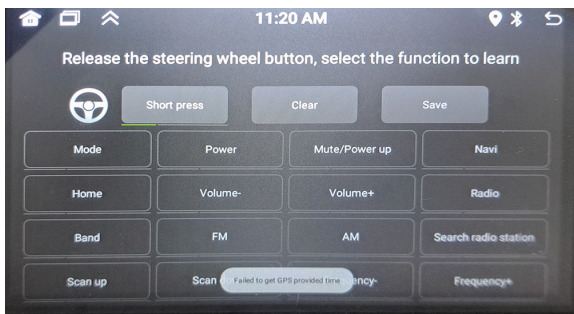 11:20 AM
Release the steering wheel button, select the function to learn
Short press Clear Save
Mode Power Mute/Power up Navi
Home Volume- Volume+ Radio
Band FM AM Search radio station
Scan up Scan Failed to get GPS provided time ency- Frequency+